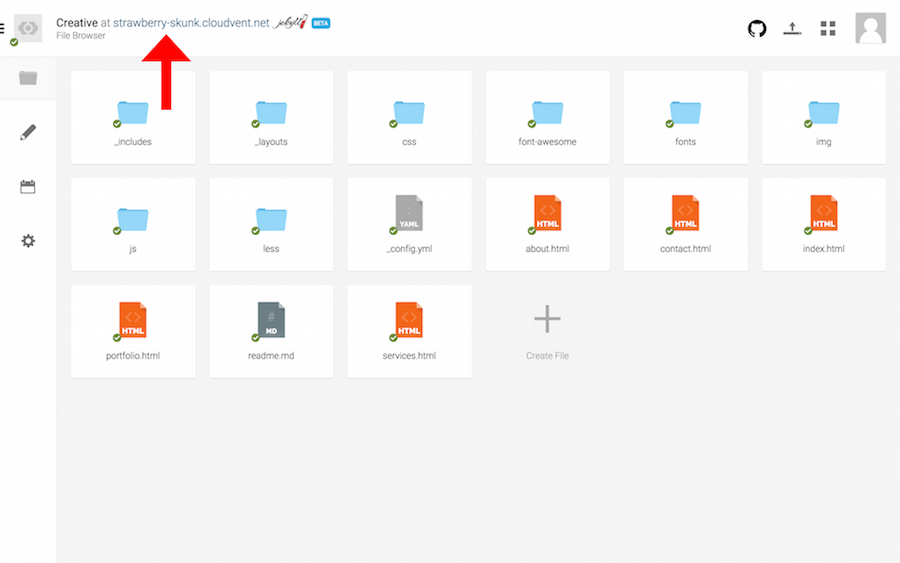 Creative at strawberry-skunk.cloudvent.net jekyll BETA
File Browser
_includes
_layouts
css
font-awesome
fonts
img
js
less
YAML
_config.yml
<> HTML
about.html
<> HTML
contact.html
<> HTML
index.html
<> HTML
portfolio.html
# MD
readme.md
<> HTML
services.html
Create File